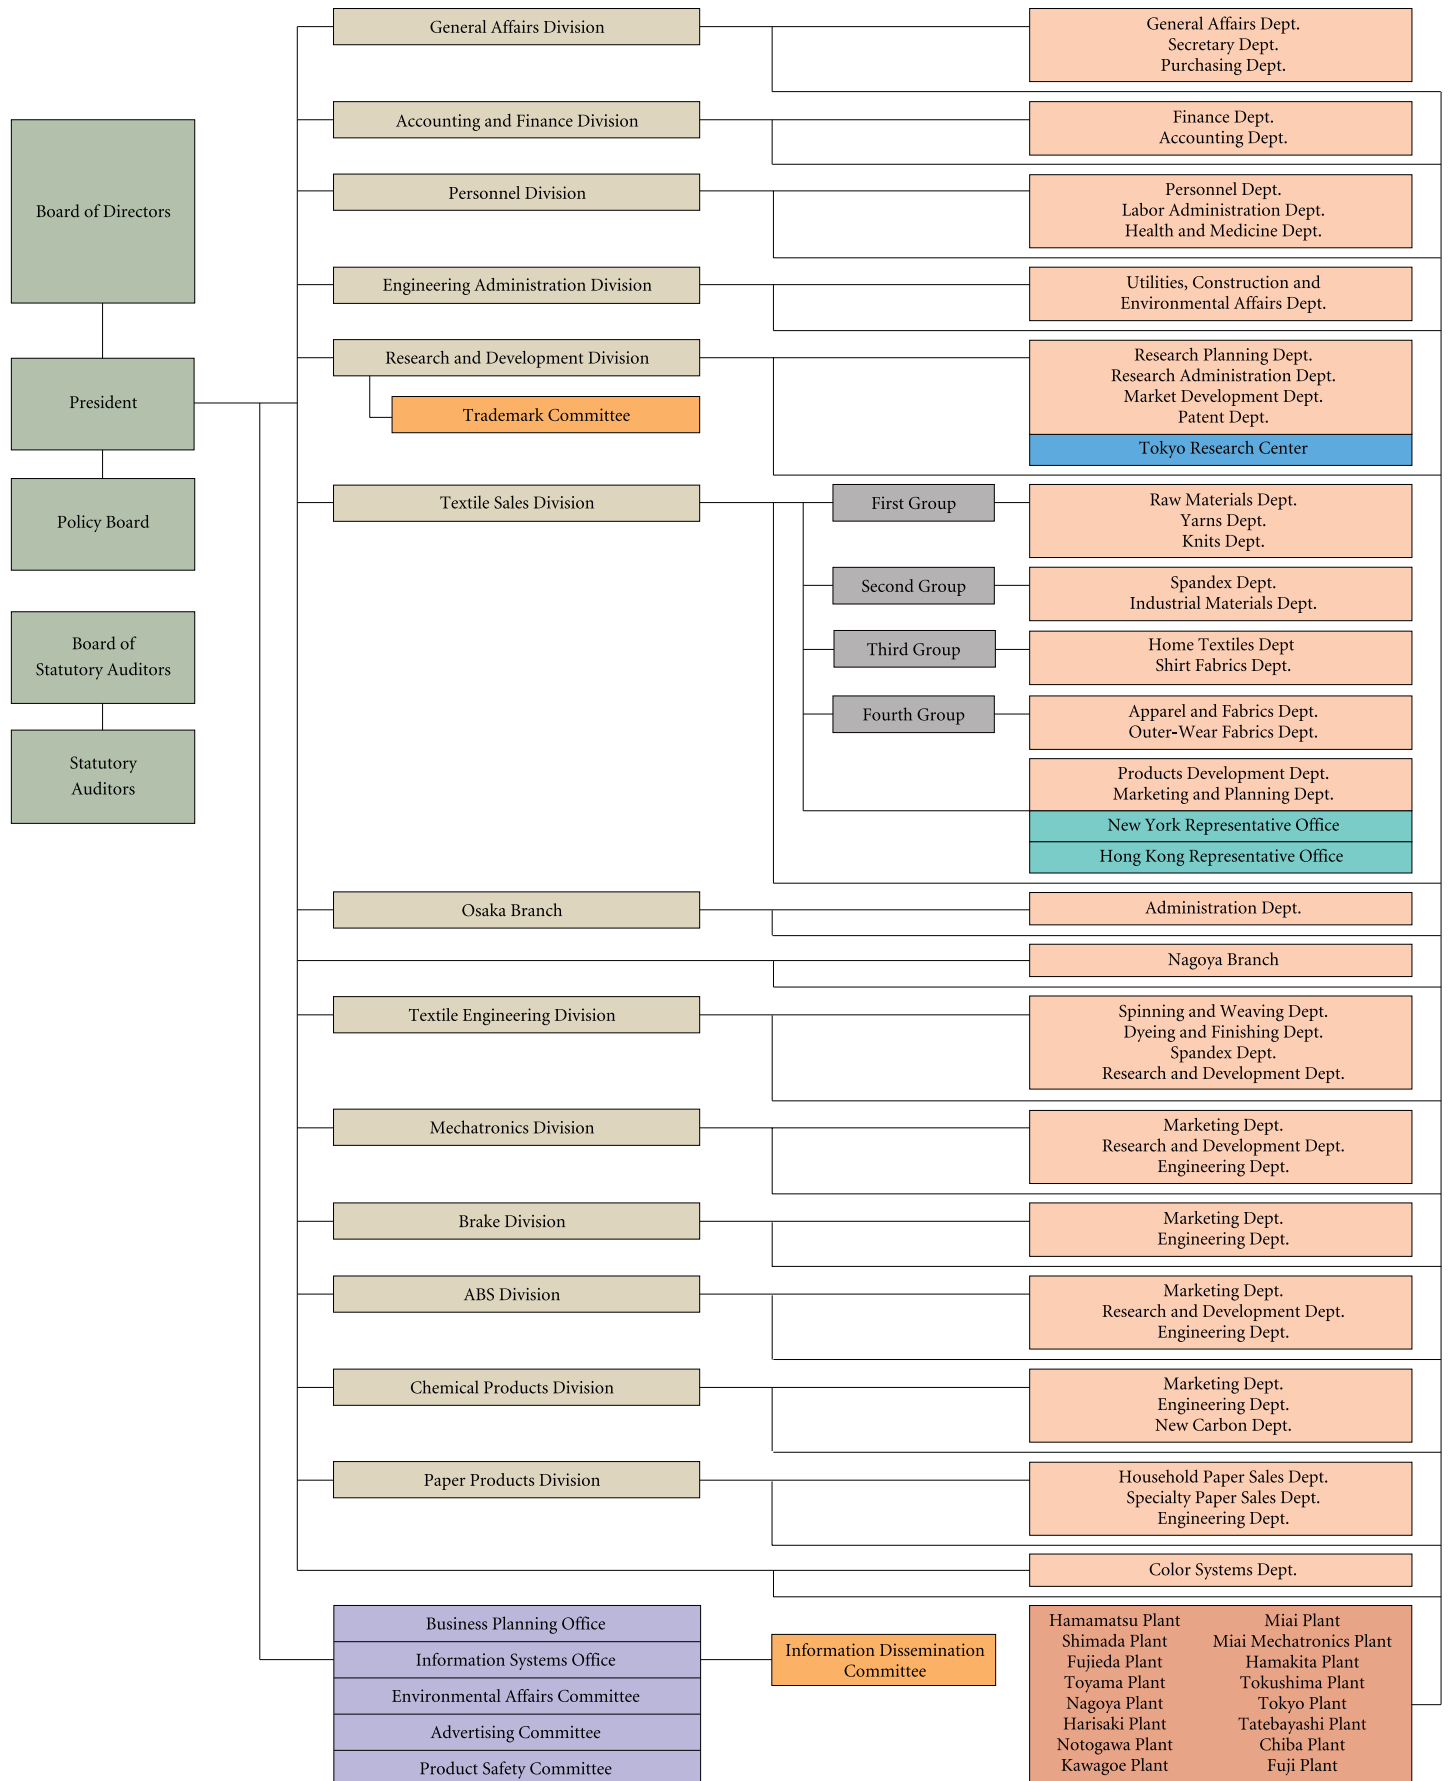 Board of Directors
President
Policy Board
Board of
Statutory Auditors
Statutory
Auditors
General Affairs Division
General Affairs Dept.
Secretary Dept.
Purchasing Dept.
Accounting and Finance Division
Finance Dept.
Accounting Dept.
Personnel Division
Personnel Dept.
Labor Administration Dept.
Health and Medicine Dept.
Engineering Administration Division
Utilities, Construction and
Environmental Affairs Dept.
Research and Development Division
Trademark Committee
Research Planning Dept.
Research Administration Dept.
Market Development Dept.
Patent Dept.
Tokyo Research Center
Textile Sales Division
First Group
Raw Materials Dept.
Yarns Dept.
Knits Dept.
Second Group
Spandex Dept.
Industrial Materials Dept.
Third Group
Home Textiles Dept
Shirt Fabrics Dept.
Fourth Group
Apparel and Fabrics Dept.
Outer-Wear Fabrics Dept.
Products Development Dept.
Marketing and Planning Dept.
New York Representative Office
Hong Kong Representative Office
Osaka Branch
Administration Dept.
Nagoya Branch
Textile Engineering Division
Spinning and Weaving Dept.
Dyeing and Finishing Dept.
Spandex Dept.
Research and Development Dept.
Mechatronics Division
Marketing Dept.
Research and Development Dept.
Engineering Dept.
Brake Division
Marketing Dept.
Engineering Dept.
ABS Division
Marketing Dept.
Research and Development Dept.
Engineering Dept.
Chemical Products Division
Marketing Dept.
Engineering Dept.
New Carbon Dept.
Paper Products Division
Household Paper Sales Dept.
Specialty Paper Sales Dept.
Engineering Dept.
Color Systems Dept.
Business Planning Office
Information Systems Office
Environmental Affairs Committee
Advertising Committee
Product Safety Committee
Information Dissemination
Committee
Hamamatsu Plant
Shimada Plant
Fujieda Plant
Toyama Plant
Nagoya Plant
Harisaki Plant
Notogawa Plant
Kawagoe Plant
Miai Plant
Miai Mechatronics Plant
Hamakita Plant
Tokushima Plant
Tokyo Plant
Tatebayashi Plant
Chiba Plant
Fuji Plant